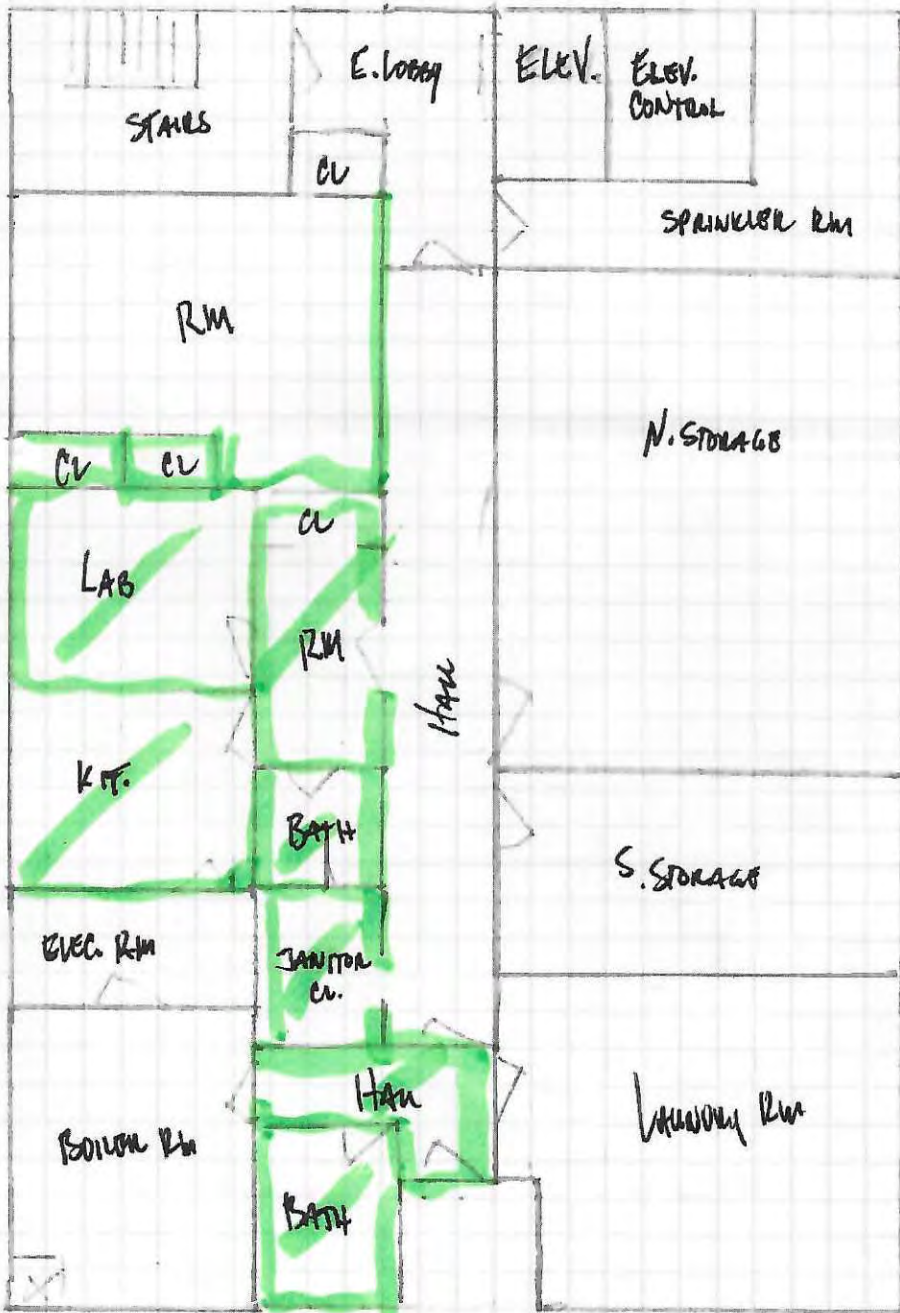 E. LOBBY
ELEV.
ELEV.
CONTROL
STAIRS
CL
SPRINKLER RM
RM
N. STORAGE
CL
CL
CL
LAB
RM
HALL
KIT.
BATH
S. STORAGE
ELEC. RM
JANITOR
CL.
HALL
LAUNDRY RM
BOILER RM
BATH